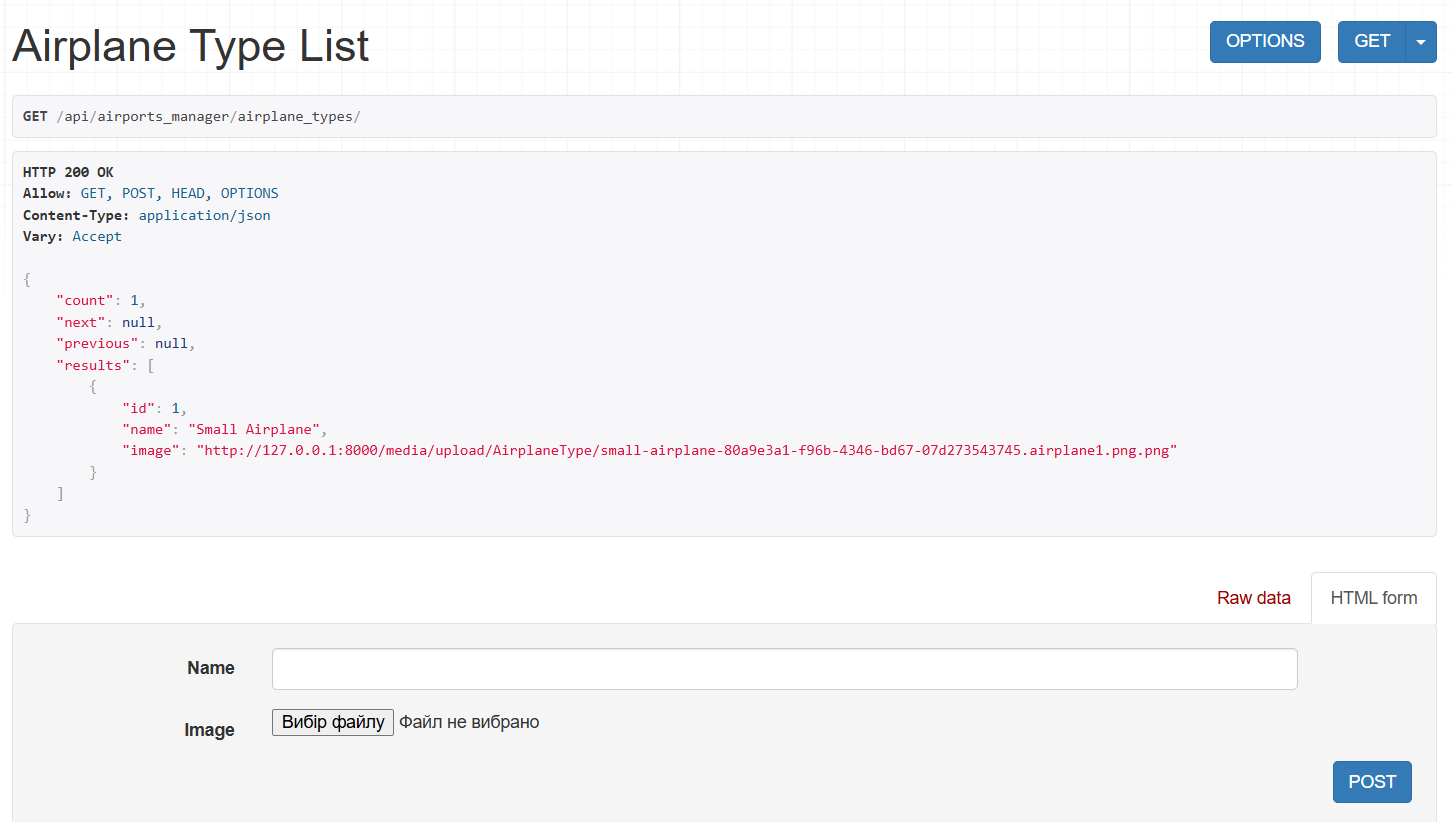 Airplane Type List
OPTIONS
GET
GET /api/airports_manager/airplane_types/
HTTP 200 OK
Allow: GET, POST, HEAD, OPTIONS
Content-Type: application/json
Vary: Accept
{
    "count": 1,
    "next": null,
    "previous": null,
    "results": [
        {
            "id": 1,
            "name": "Small Airplane",
            "image": "http://127.0.0.1:8000/media/upload/AirplaneType/small-airplane-80a9e3a1-f96b-4346-bd67-07d273543745.airplane1.png.png"
        }
    ]
}
Raw data
HTML form
Name
Image
Вибір файлу Файл не вибрано
POST